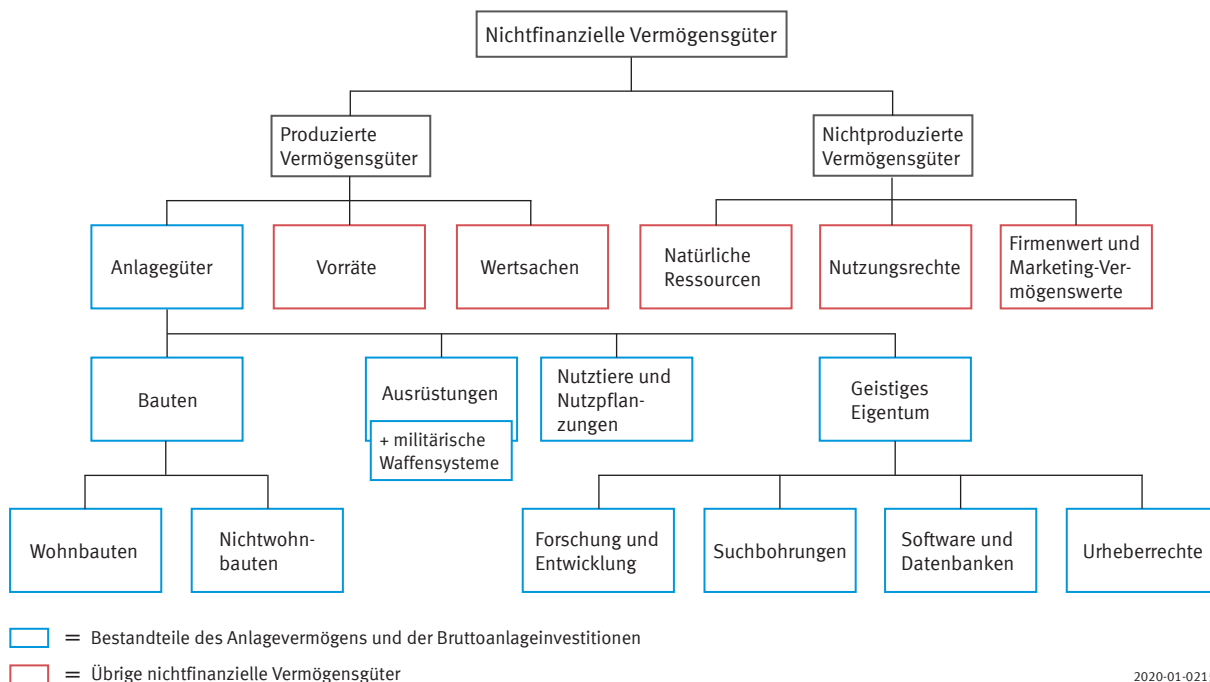 Nichtfinanzielle Vermögensgüter
Produzierte
Vermögensgüter
Nichtproduzierte
Vermögensgüter
Anlagegüter
Vorräte
Wertsachen
Natürliche
Ressourcen
Nutzungsrechte
Firmenwert und
Marketing-Ver-
mögenswerte
Bauten
Ausrüstungen
+ militärische
Waffensysteme
Nutztiere und
Nutzpflan-
zungen
Geistiges
Eigentum
Wohnbauten
Nichtwohn-
bauten
Forschung und
Entwicklung
Suchbohrungen
Software und
Datenbanken
Urheberrechte
= Bestandteile des Anlagevermögens und der Bruttoanlageinvestitionen
= Übrige nichtfinanzielle Vermögensgüter